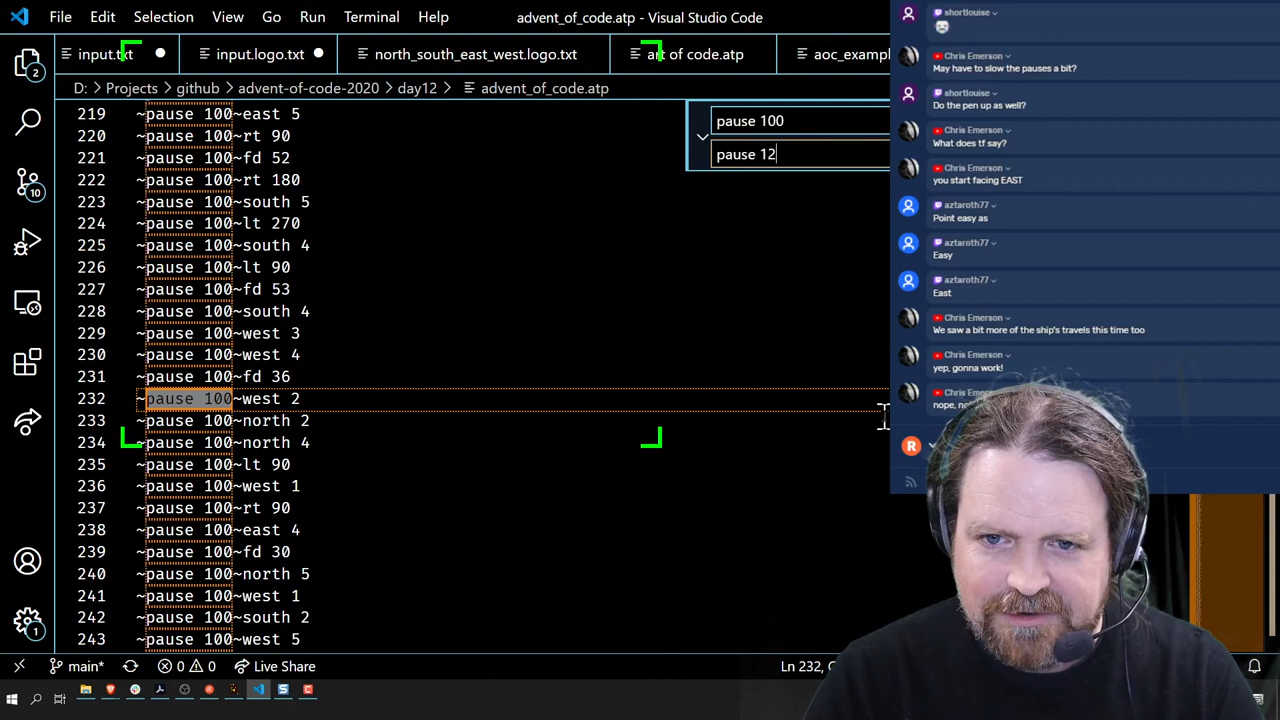 File Edit Selection View Go Run Terminal Help advent_of_code.atp - Visual Studio Code
input.txt input.logo.txt north_south_east_west.logo.txt art of code.atp aoc_examp
D: > Projects > github > advent-of-code-2020 > day12 > advent_of_code.atp
219 ~pause 100~east 5
220 ~pause 100~rt 90
221 ~pause 100~fd 52
222 ~pause 100~rt 180
223 ~pause 100~south 5
224 ~pause 100~lt 270
225 ~pause 100~south 4
226 ~pause 100~lt 90
227 ~pause 100~fd 53
228 ~pause 100~south 4
229 ~pause 100~west 3
230 ~pause 100~west 4
231 ~pause 100~fd 36
232 ~pause 100~west 2
233 ~pause 100~north 2
234 ~pause 100~north 4
235 ~pause 100~lt 90
236 ~pause 100~west 1
237 ~pause 100~rt 90
238 ~pause 100~east 4
239 ~pause 100~fd 30
240 ~pause 100~north 5
241 ~pause 100~west 1
242 ~pause 100~south 2
243 ~pause 100~west 5
pause 100
pause 12
2
10
1
main* 0 0 Live Share Ln 232,
shortlouise
Chris Emerson
May have to slow the pauses a bit?
shortlouise
Do the pen up as well?
Chris Emerson
What does tf say?
Chris Emerson
you start facing EAST
aztaroth77
Point easy as
aztaroth77
Easy
aztaroth77
East
Chris Emerson
We saw a bit more of the ship's travels this time too
Chris Emerson
yep, gonna work!
Chris Emerson
nope,
R